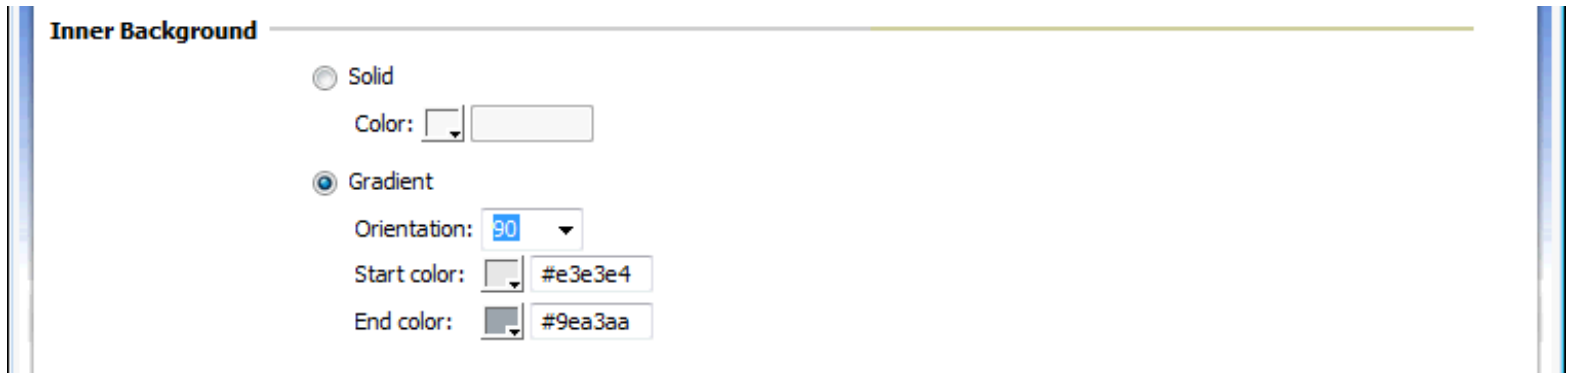 Inner Background
Solid
Color:
Gradient
Orientation: 90
Start color: #e3e3e4
End color: #9ea3aa